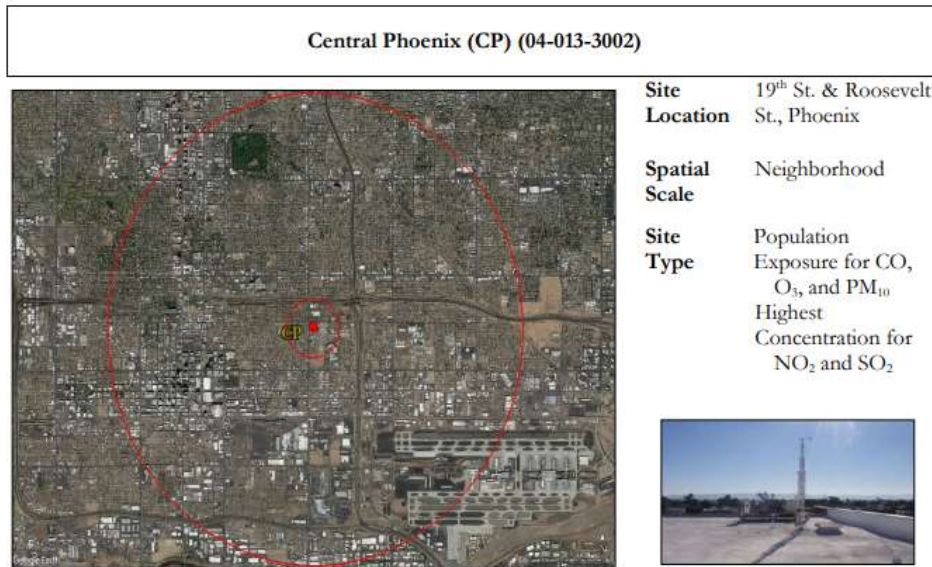 Central Phoenix (CP) (04-013-3002)
CP
Google Earth
Site Location
19th St. & Roosevelt
St., Phoenix
Spatial Scale
Neighborhood
Site Type
Population
Exposure for CO,
O₃, and PM₁₀
Highest
Concentration for
NO₂ and SO₂